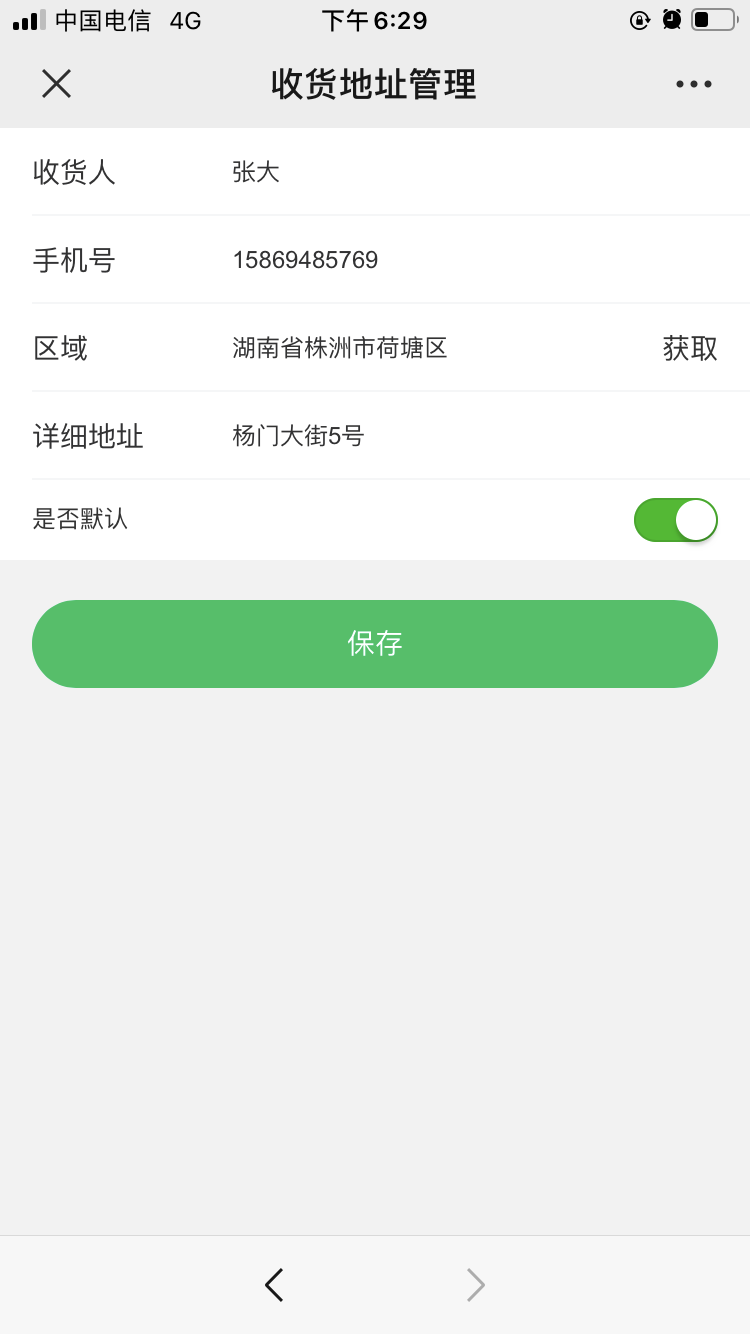 中国电信 4G 下午6:29
收货地址管理
收货人 张大
手机号 15869485769
区域 湖南省株洲市荷塘区 获取
详细地址 杨门大街5号
是否默认
保存